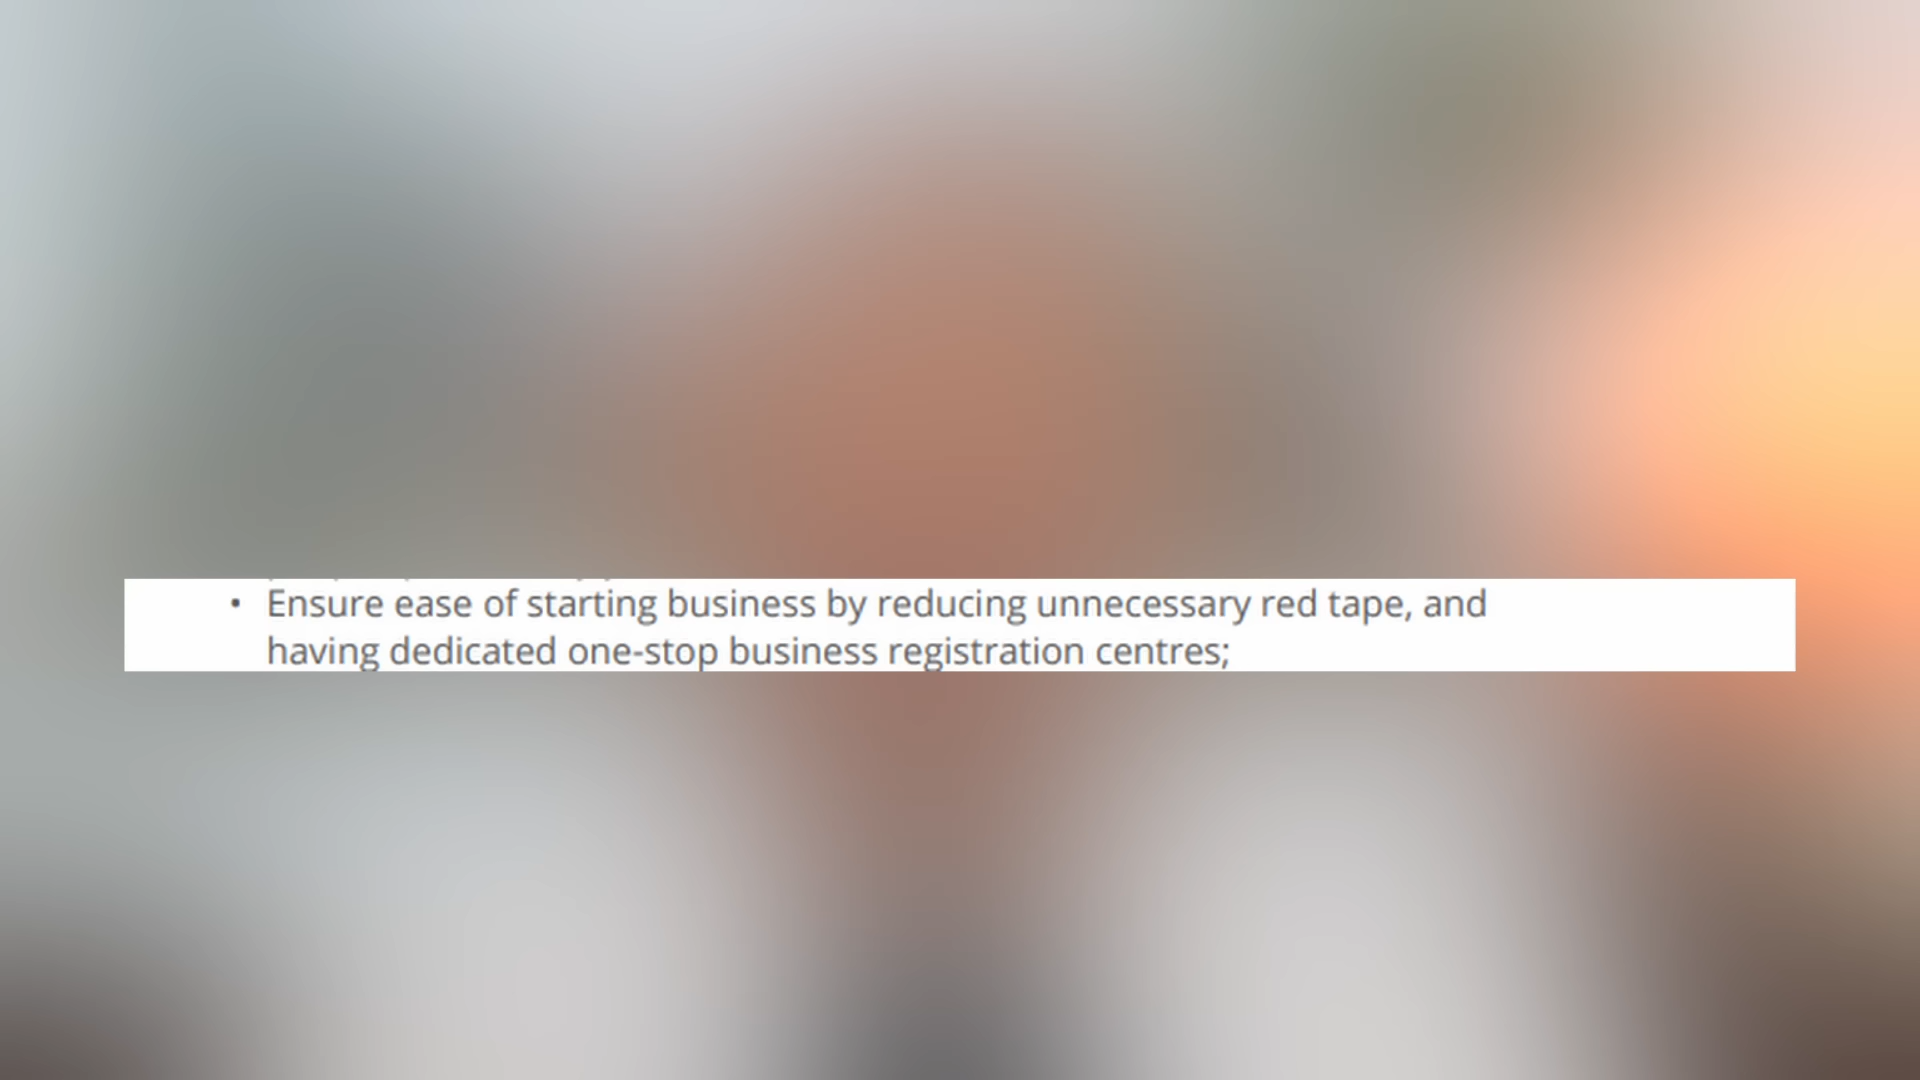 • Ensure ease of starting business by reducing unnecessary red tape, and
having dedicated one-stop business registration centres;